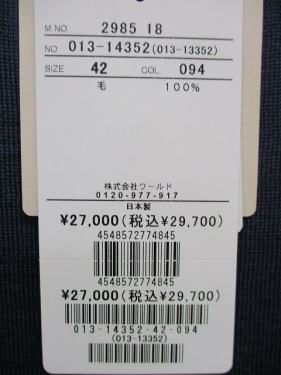 M.NO 2985 18
NO. 013-14352(013-13352)
SIZE 42 COL. 094
毛 100%
株式会社ワールド
0120-977-917
日本製
¥27,000(税込¥29,700)
4548572774845
4548572774845
¥27,000(税込¥29,700)
013-14352-42-094
(013-13352)